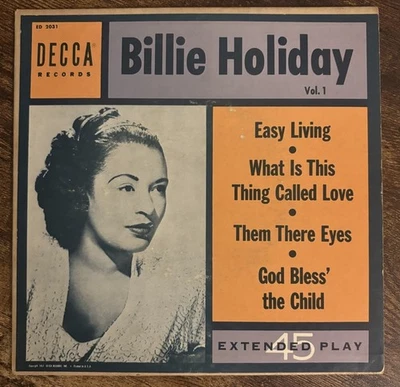 ED 2031
DECCA
RECORDS
Billie Holiday
Vol. 1
Easy Living
•
What Is This
Thing Called Love
•
Them There Eyes
•
God Bless'
the Child
45
EXTENDED PLAY